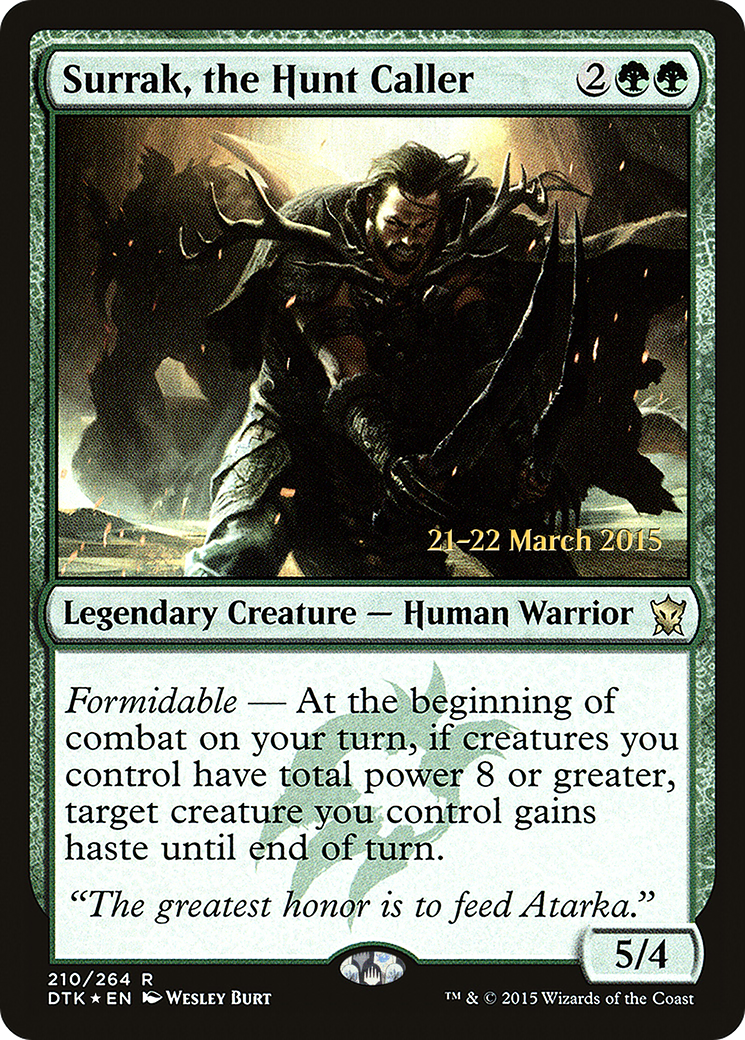 Surrak, the Hunt Caller 2
21–22 March 2015
Legendary Creature — Human Warrior
Formidable — At the beginning of
combat on your turn, if creatures you
control have total power 8 or greater,
target creature you control gains
haste until end of turn.
“The greatest honor is to feed Atarka.”
5/4
210/264 R
DTK ★ EN Wesley Burt
™ & © 2015 Wizards of the Coast